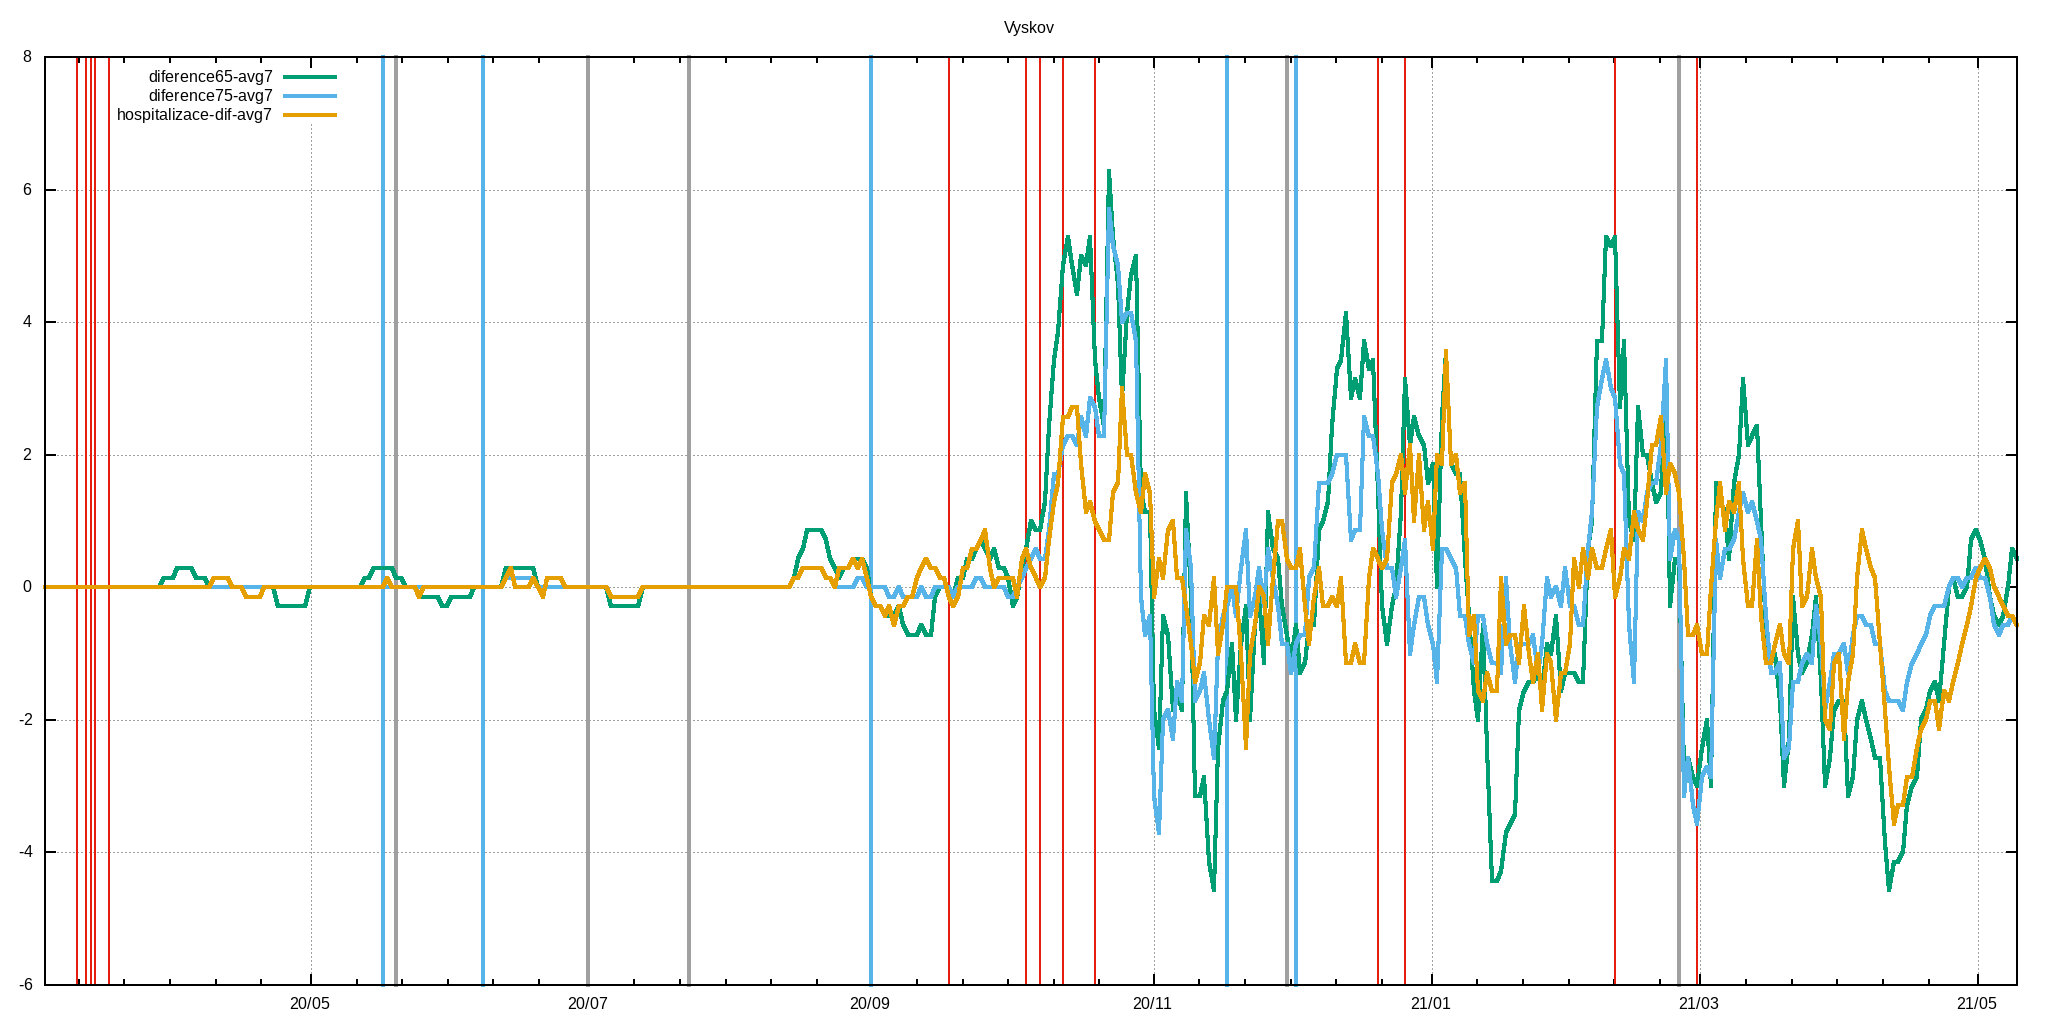 Vyskov
diference65-avg7
diference75-avg7
hospitalizace-dif-avg7
8
6
4
2
0
-2
-4
-6
20/05 20/07 20/09 20/11 21/01 21/03 21/05